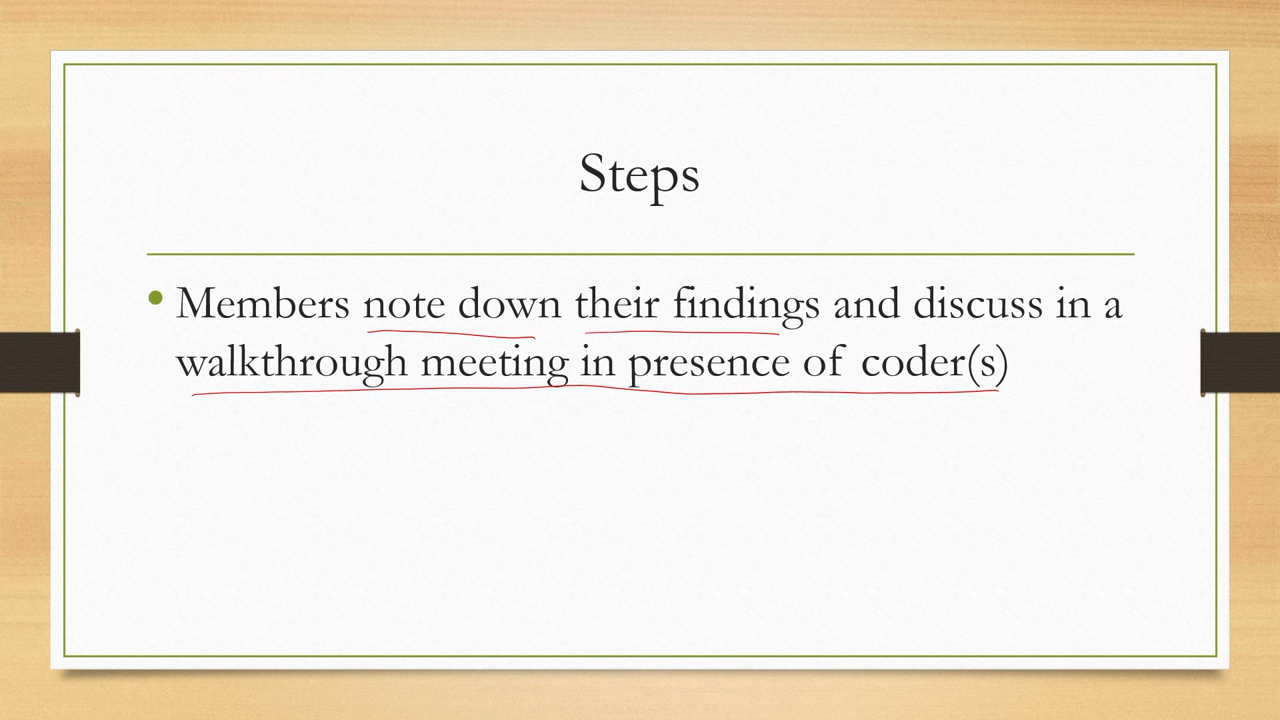 Steps
• Members note down their findings and discuss in a
walkthrough meeting in presence of coder(s)